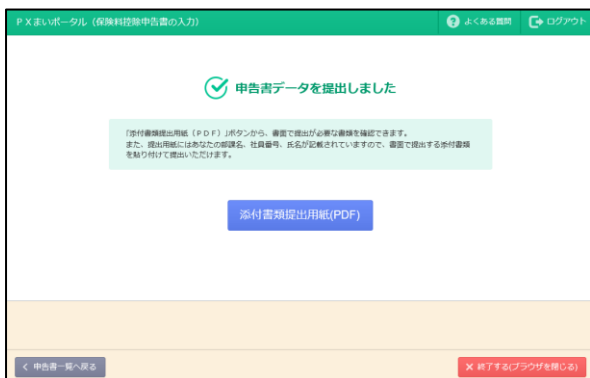 PXまいポータル(保険料控除申告書の入力)
? よくある質問
ログアウト
申告書データを提出しました
「添付書類提出用紙(PDF)」ボタンから、書面で提出が必要な書類を確認できます。
また、提出用紙にはあなたの部課名、社員番号、氏名が記載されていますので、書面で提出する添付書類
を貼り付けて提出いただけます。
添付書類提出用紙(PDF)
< 申告書一覧へ戻る
× 終了する(ブラウザを閉じる)